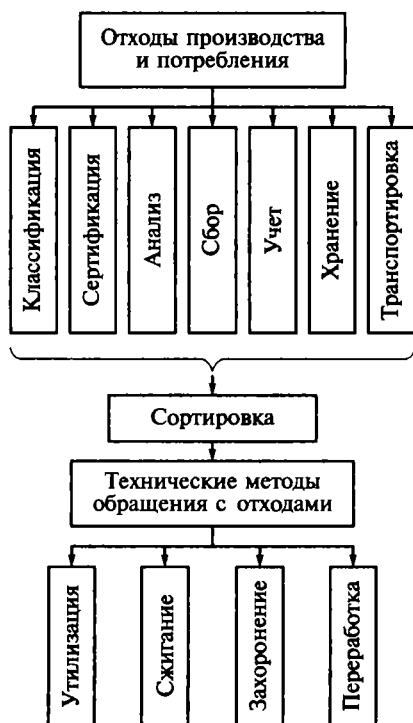 Отходы производства
и потребления
Классификация
Сертификация
Анализ
Сбор
Учет
Хранение
Транспортировка
Сортировка
Технические методы
обращения с отходами
Утилизация
Сжигание
Захоронение
Переработка